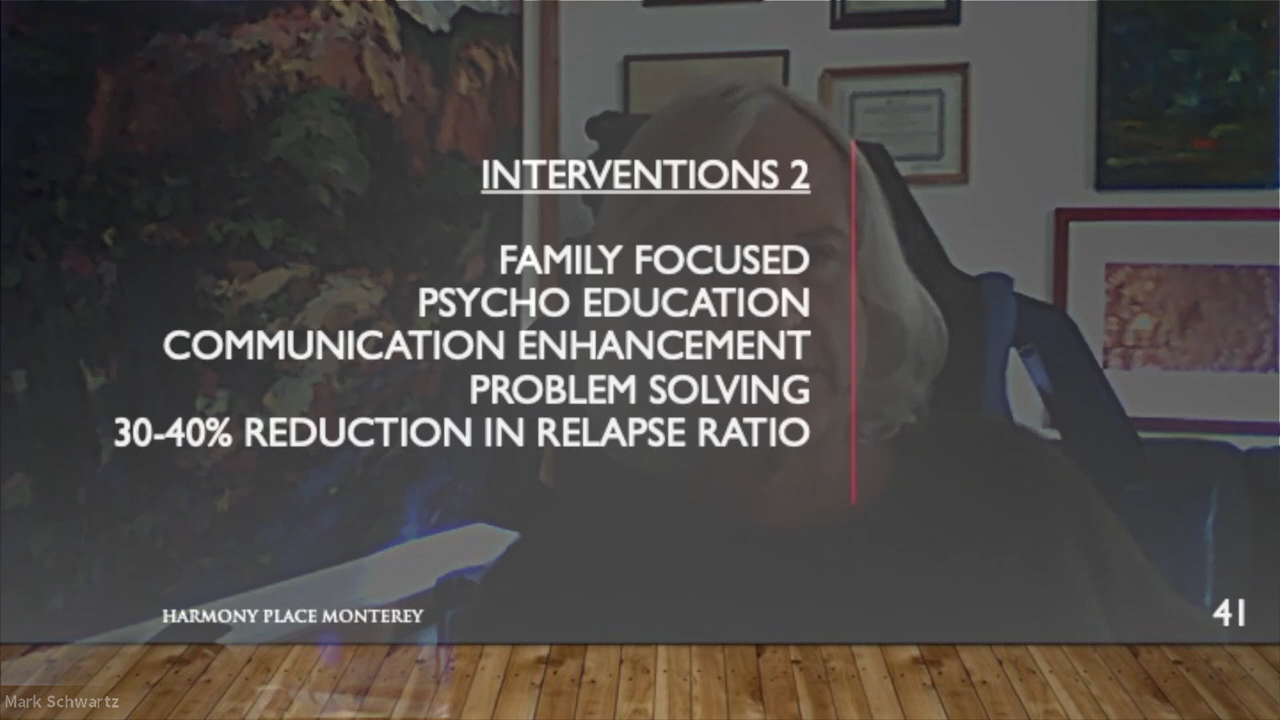 INTERVENTIONS 2
FAMILY FOCUSED
PSYCHO EDUCATION
COMMUNICATION ENHANCEMENT
PROBLEM SOLVING
30-40% REDUCTION IN RELAPSE RATIO
HARMONY PLACE MONTEREY
41
Mark Schwartz